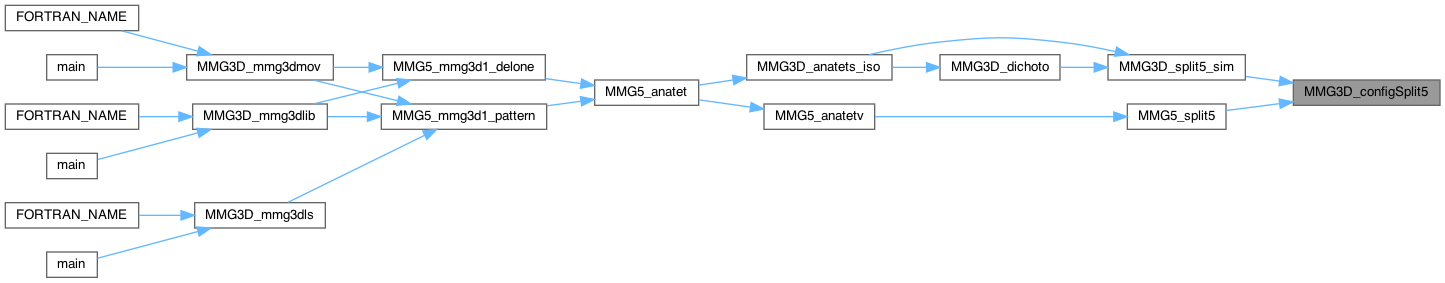 FORTRAN_NAME
main
MMG3D_mmg3dmov
MMG5_mmg3d1_delone
MMG3D_anatets_iso
MMG3D_dichoto
MMG3D_split5_sim
MMG5_anatet
MMG3D_configSplit5
FORTRAN_NAME
MMG3D_mmg3dlib
MMG5_mmg3d1_pattern
MMG5_anatetv
MMG5_split5
main
FORTRAN_NAME
MMG3D_mmg3dls
main